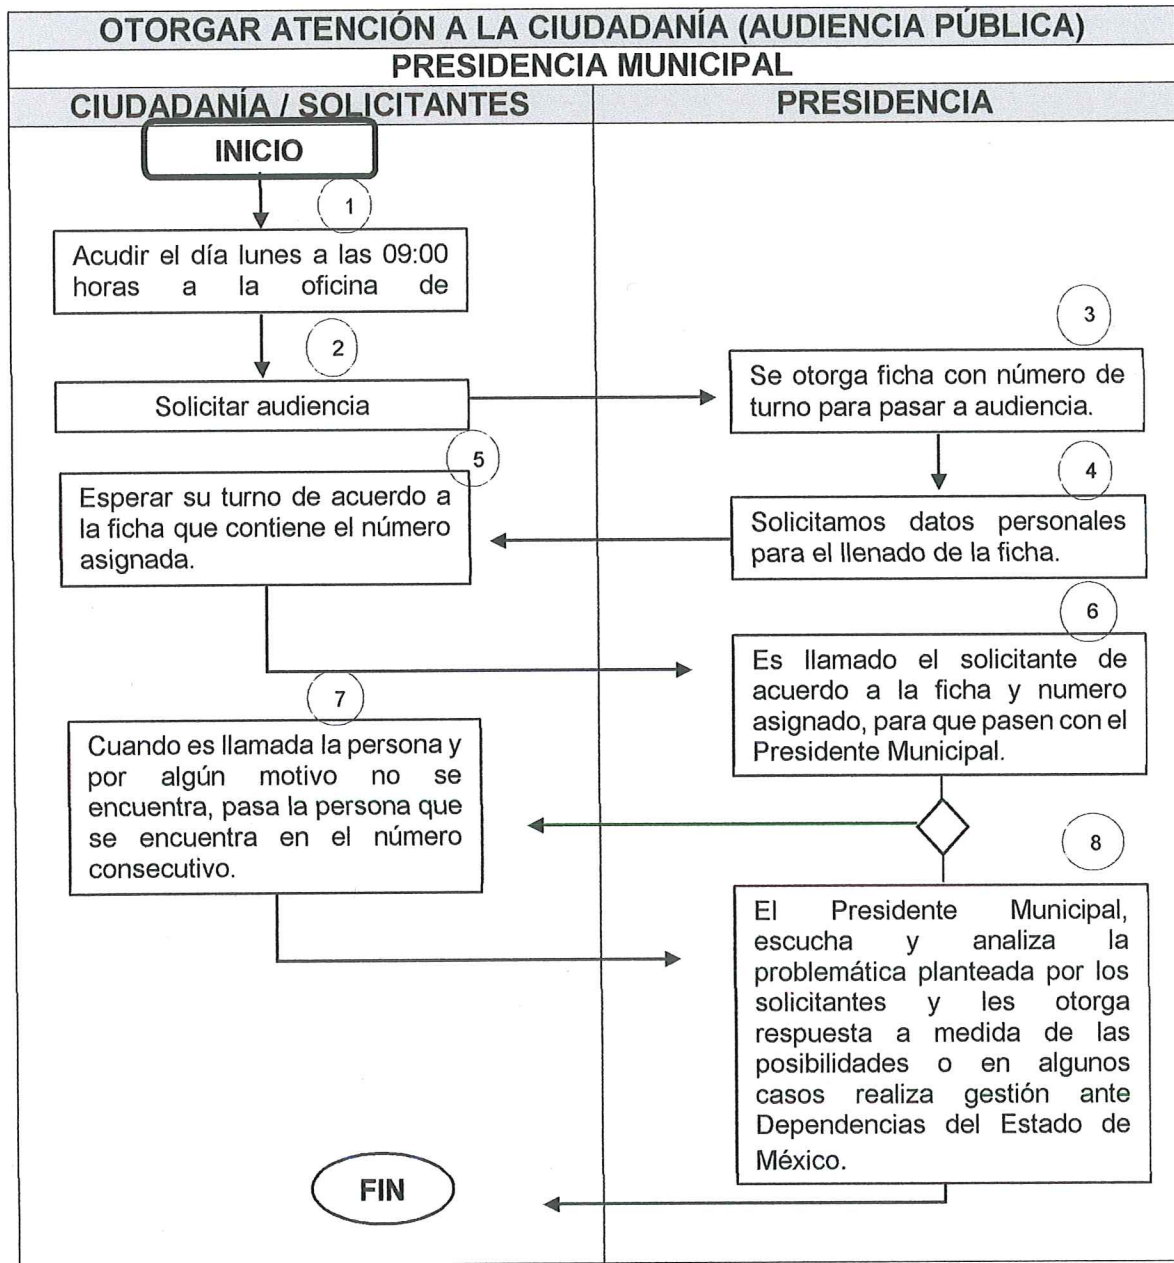 OTORGAR ATENCIÓN A LA CIUDADANÍA (AUDIENCIA PÚBLICA)
PRESIDENCIA MUNICIPAL
CIUDADANÍA / SOLICITANTES
PRESIDENCIA
INICIO
1
Acudir el día lunes a las 09:00
horas a la oficina de
2
Solicitar audiencia
3
Se otorga ficha con número de
turno para pasar a audiencia.
4
Solicitamos datos personales
para el llenado de la ficha.
5
Esperar su turno de acuerdo a
la ficha que contiene el número
asignada.
6
Es llamado el solicitante de
acuerdo a la ficha y numero
asignado, para que pasen con el
Presidente Municipal.
7
Cuando es llamada la persona y
por algún motivo no se
encuentra, pasa la persona que
se encuentra en el número
consecutivo.
8
El Presidente Municipal,
escucha y analiza la
problemática planteada por los
solicitantes y les otorga
respuesta a medida de las
posibilidades o en algunos
casos realiza gestión ante
Dependencias del Estado de
México.
FIN